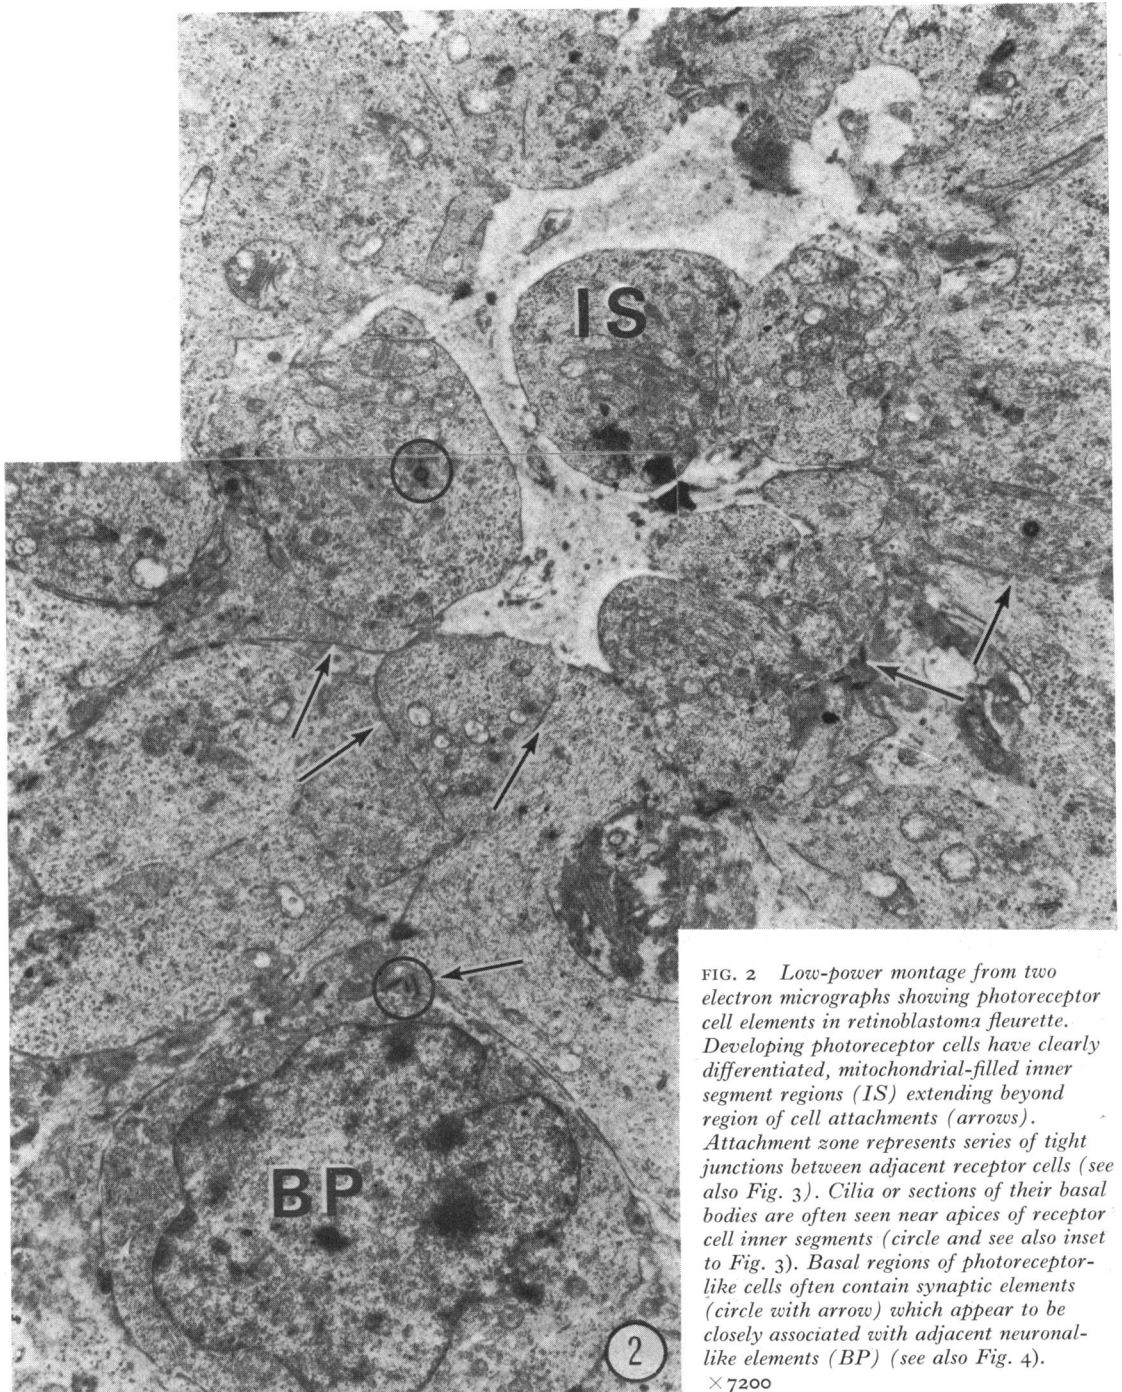 IS
BP
2
FIG. 2 Low-power montage from two
electron micrographs showing photoreceptor
cell elements in retinoblastoma fleurette.
Developing photoreceptor cells have clearly
differentiated, mitochondrial-filled inner
segment regions (IS) extending beyond
region of cell attachments (arrows).
Attachment zone represents series of tight
junctions between adjacent receptor cells (see
also Fig. 3). Cilia or sections of their basal
bodies are often seen near apices of receptor
cell inner segments (circle and see also inset
to Fig. 3). Basal regions of photoreceptor-
like cells often contain synaptic elements
(circle with arrow) which appear to be
closely associated with adjacent neuronal-
like elements (BP) (see also Fig. 4).
× 7200